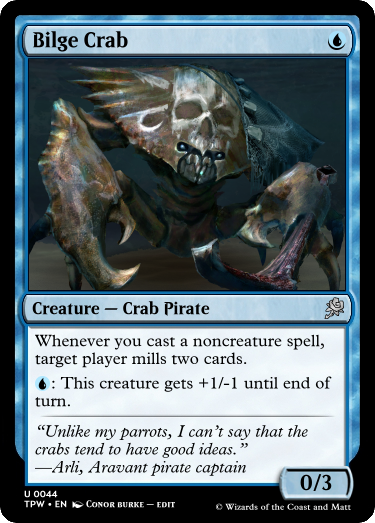 Bilge Crab
Creature — Crab Pirate
Whenever you cast a noncreature spell,
target player mills two cards.
: This creature gets +1/-1 until end of
turn.
“Unlike my parrots, I can't say that the
crabs tend to have good ideas.”
—Arli, Aravant pirate captain
0/3
U 0044
TPW • EN Conor Burke — edit
© Wizards of the Coast and Matt